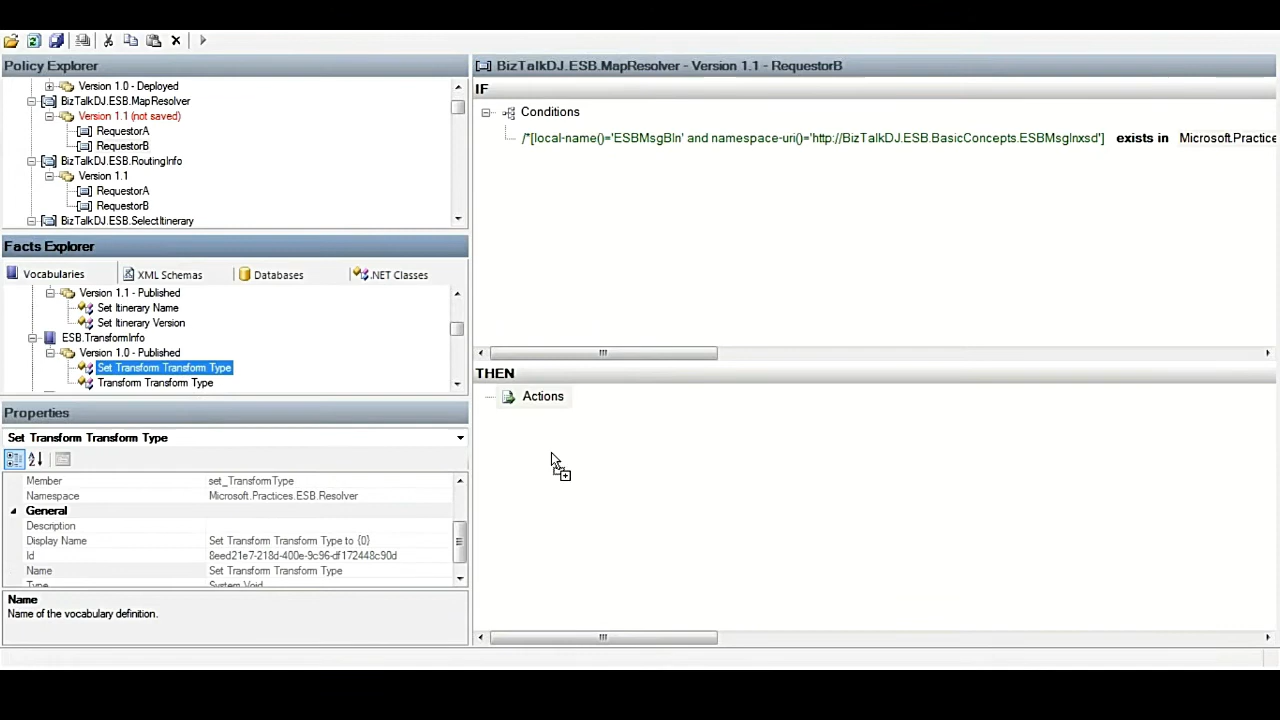 Policy Explorer
Version 1.0 - Deployed
BizTalkDJ.ESB.MapResolver
Version 1.1 (not saved)
RequestorA
RequestorB
BizTalkDJ.ESB.RoutingInfo
Version 1.1
RequestorA
RequestorB
BizTalkDJ.ESB.SelectItinerary
Facts Explorer
Vocabularies XML Schemas Databases .NET Classes
Version 1.1 - Published
Set Itinerary Name
Set Itinerary Version
ESB.TransformInfo
Version 1.0 - Published
Set Transform Transform Type
Transform Transform Type
Properties
Set Transform Transform Type
Member set_TransformType
Namespace Microsoft.Practices.ESB.Resolver
General
Description
Display Name Set Transform Transform Type to {0}
Id 8eed21e7-218d-400e-9c96-df172448c90d
Name Set Transform Transform Type
Type System.Void
Name
Name of the vocabulary definition.
BizTalkDJ.ESB.MapResolver - Version 1.1 - RequestorB
IF
Conditions
/*[local-name()='ESBMsgBIn' and namespace-uri()='http://BizTalkDJ.ESB.BasicConcepts.ESBMsgInxsd'] exists in Microsoft.Practice
THEN
Actions